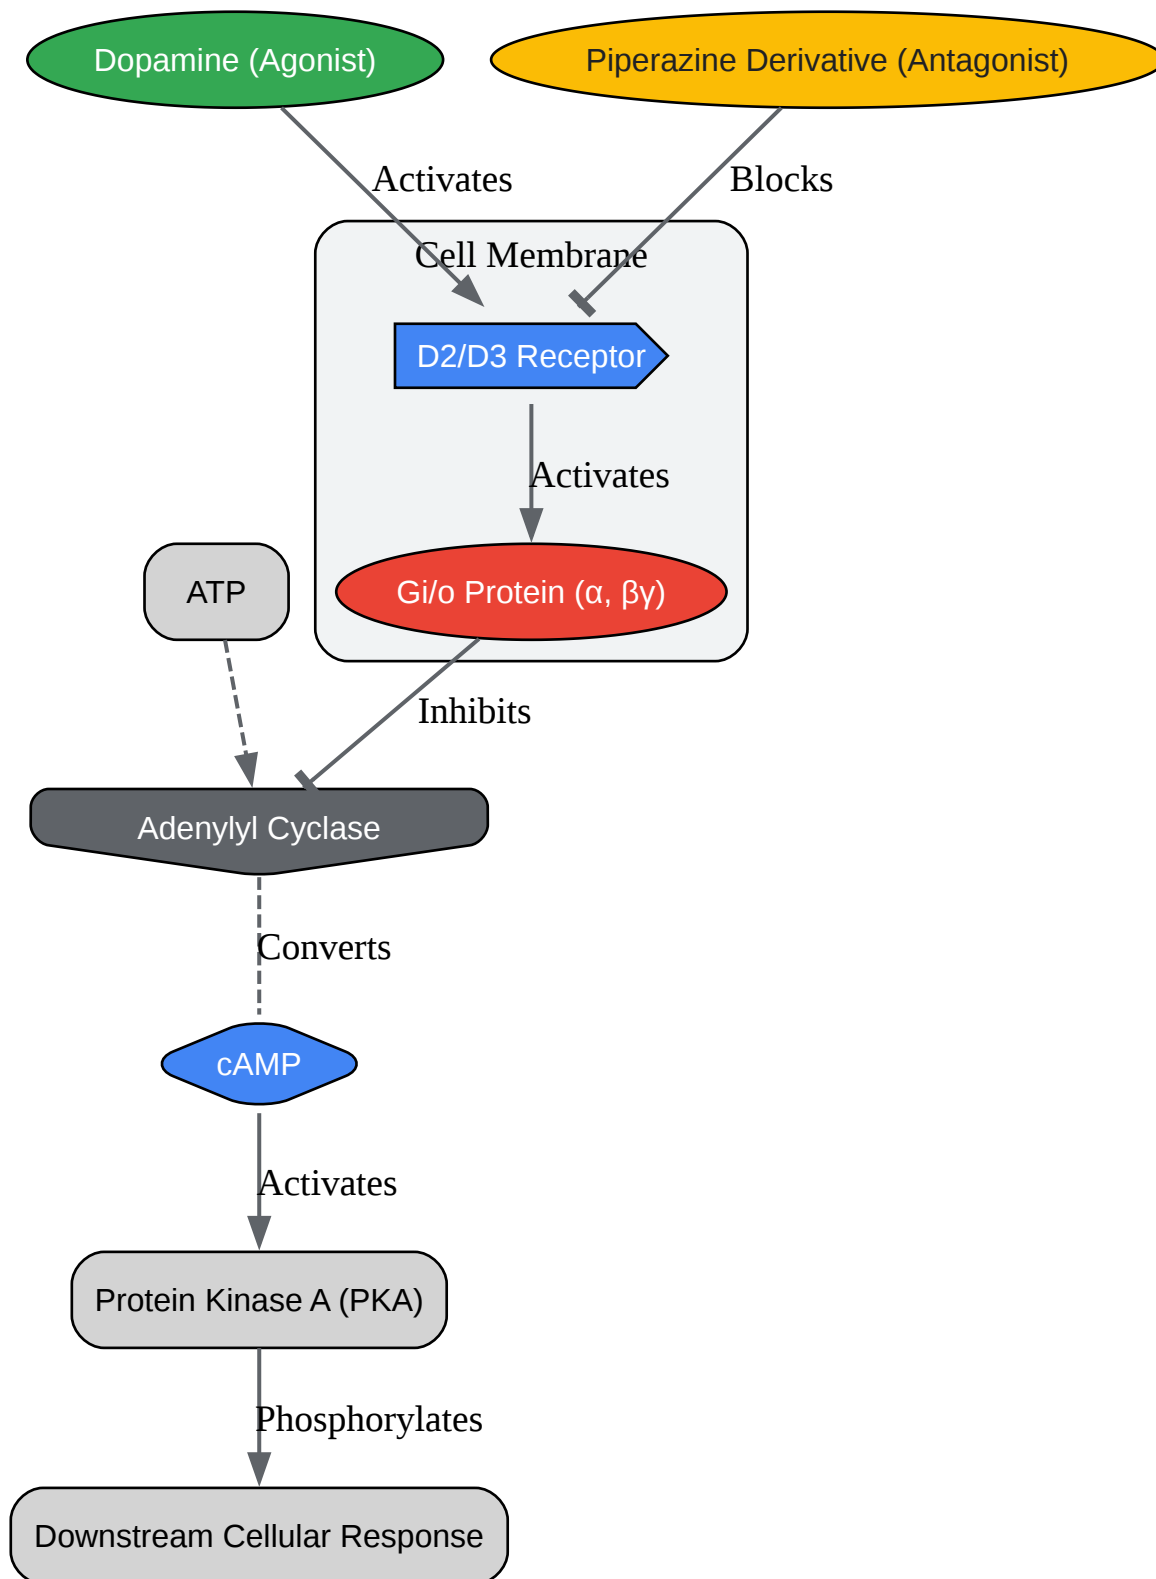 Dopamine (Agonist)
Piperazine Derivative (Antagonist)
Activates
Blocks
Cell Membrane
D2/D3 Receptor
Activates
ATP
Gi/o Protein (α, βγ)
Inhibits
Adenylyl Cyclase
Converts
cAMP
Activates
Protein Kinase A (PKA)
Phosphorylates
Downstream Cellular Response